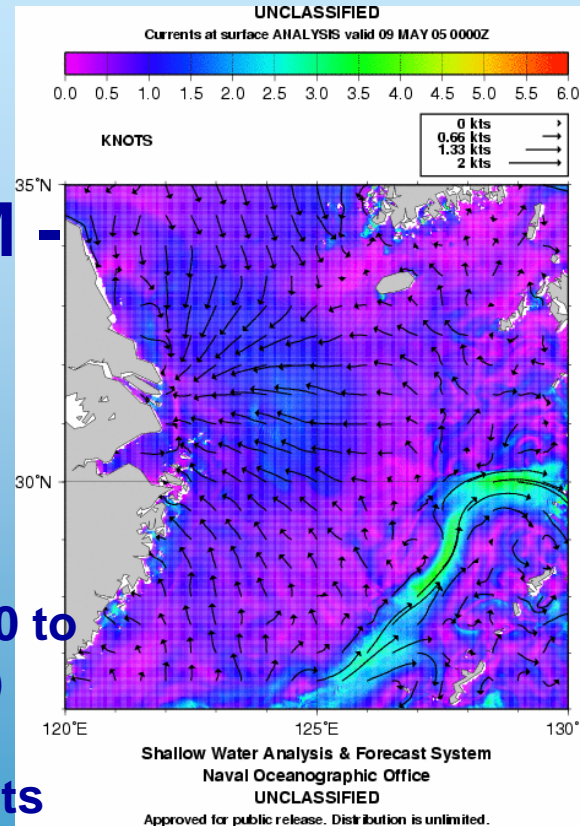 UNCLASSIFIED
Currents at surface ANALYSIS valid 09 MAY 05 0000Z
0.0 0.5 1.0 1.5 2.0 2.5 3.0 3.5 4.0 4.5 5.0 5.5 6.0
KNOTS
0 kts
0.66 kts
1.33 kts
2 kts
35°N
M -
30°N
0 to
)
120°E 125°E 130°
Shallow Water Analysis & Forecast System
Naval Oceanographic Office
ts
UNCLASSIFIED
Approved for public release. Distribution is unlimited.